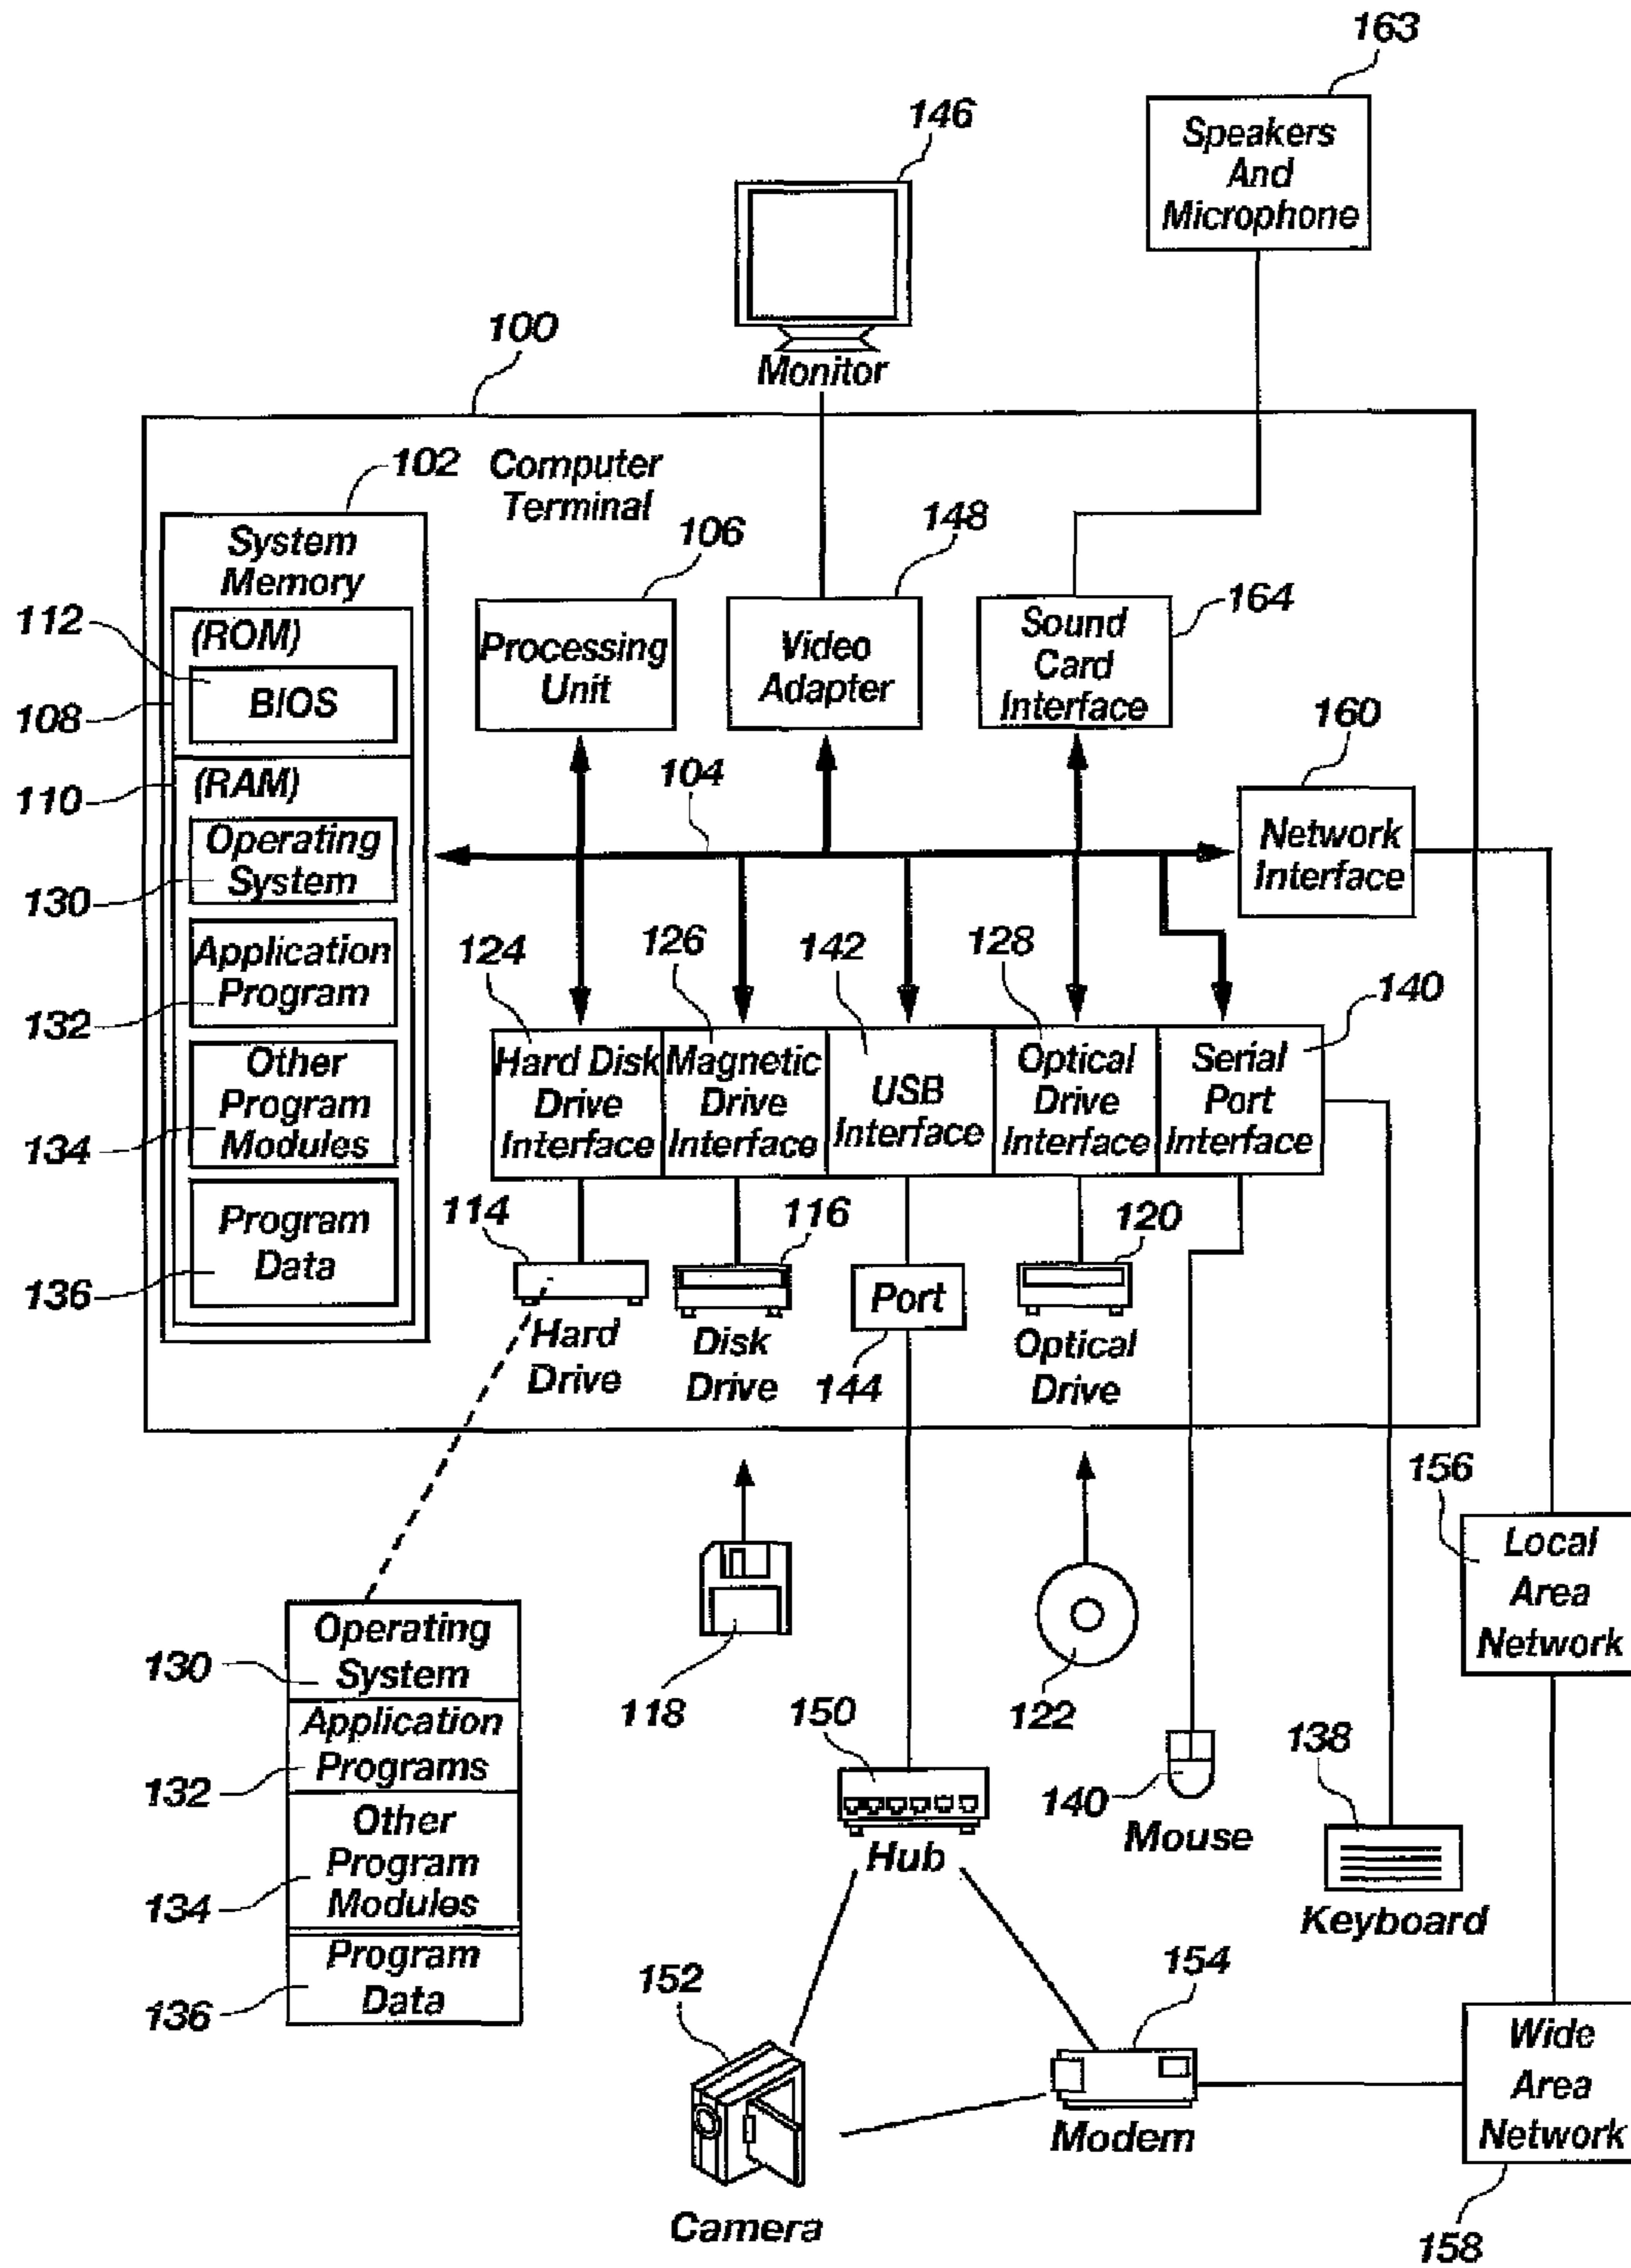 163
Speakers
And
Microphone
146
Monitor
100
102
Computer
Terminal
System
Memory
112
(ROM)
BIOS
108
110
(RAM)
Operating
System
130
Application
Program
132
Other
Program
Modules
134
Program
Data
136
106
Processing
Unit
148
Video
Adapter
164
Sound
Card
Interface
104
160
Network
Interface
124
126
142
128
140
Hard Disk
Drive
Interface
Magnetic
Drive
Interface
USB
Interface
Optical
Drive
Interface
Serial
Port
Interface
114
Hard
Drive
116
Disk
Drive
Port
144
120
Optical
Drive
156
Local
Area
Network
130
Operating
System
132
Application
Programs
134
Other
Program
Modules
136
Program
Data
118
150
Hub
122
140
Mouse
138
Keyboard
152
Camera
154
Modem
Wide
Area
Network
158